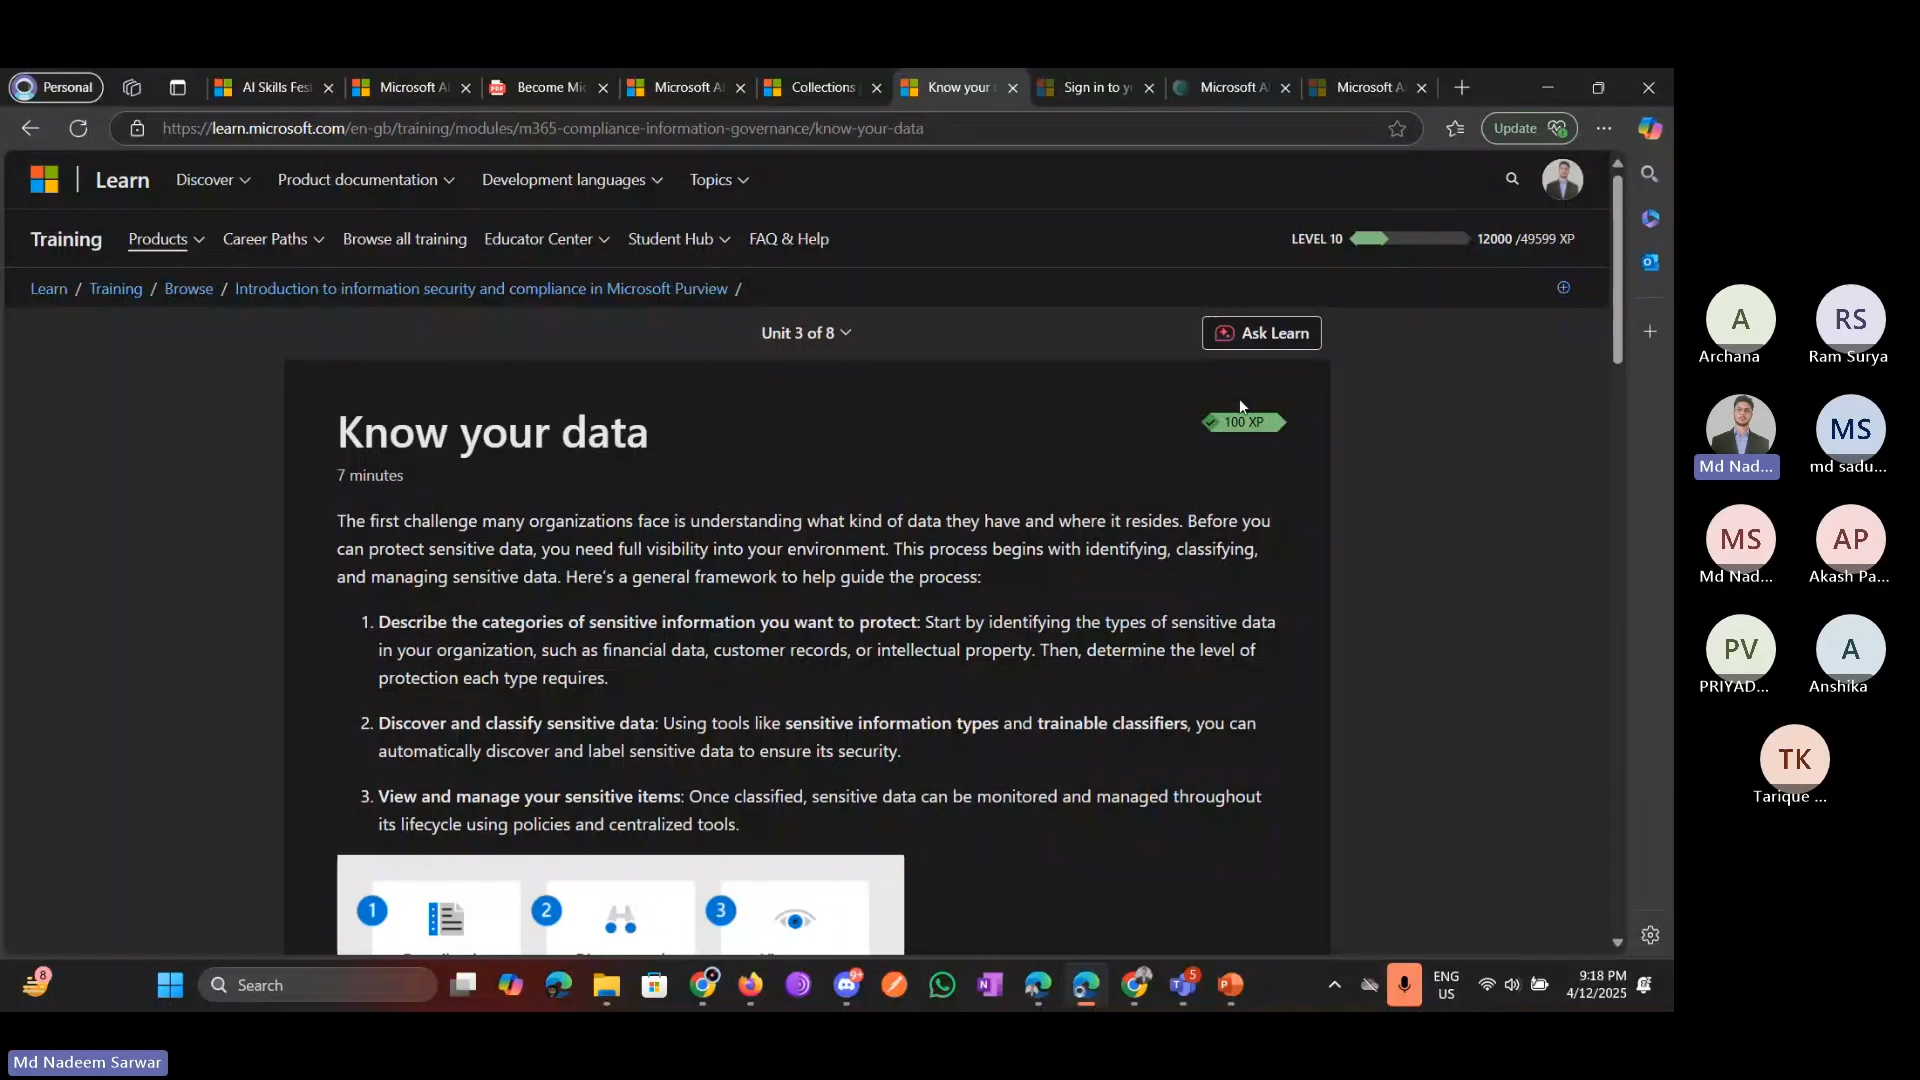 Personal
AI Skills Fes
Microsoft A
Become Mi
Microsoft A
Collections
Know your
Sign in to y
Microsoft A
Microsoft A
https://learn.microsoft.com/en-gb/training/modules/m365-compliance-information-governance/know-your-data
Update
Learn
Discover
Product documentation
Development languages
Topics
Training
Products
Career Paths
Browse all training
Educator Center
Student Hub
FAQ & Help
LEVEL 10
12000 /49599 XP
Learn / Training / Browse / Introduction to information security and compliance in Microsoft Purview /
Unit 3 of 8
Ask Learn
Know your data
100 XP
7 minutes
The first challenge many organizations face is understanding what kind of data they have and where it resides. Before you
can protect sensitive data, you need full visibility into your environment. This process begins with identifying, classifying,
and managing sensitive data. Here's a general framework to help guide the process:
1. Describe the categories of sensitive information you want to protect: Start by identifying the types of sensitive data
in your organization, such as financial data, customer records, or intellectual property. Then, determine the level of
protection each type requires.
2. Discover and classify sensitive data: Using tools like sensitive information types and trainable classifiers, you can
automatically discover and label sensitive data to ensure its security.
3. View and manage your sensitive items: Once classified, sensitive data can be monitored and managed throughout
its lifecycle using policies and centralized tools.
1
2
3
A
Archana
RS
Ram Surya
Md Nad...
MS
md sadu...
MS
Md Nad...
AP
Akash Pa...
PV
PRIYAD...
A
Anshika
TK
Tarique ...
8
Search
9+
5
ENG
US
9:18 PM
4/12/2025
Md Nadeem Sarwar